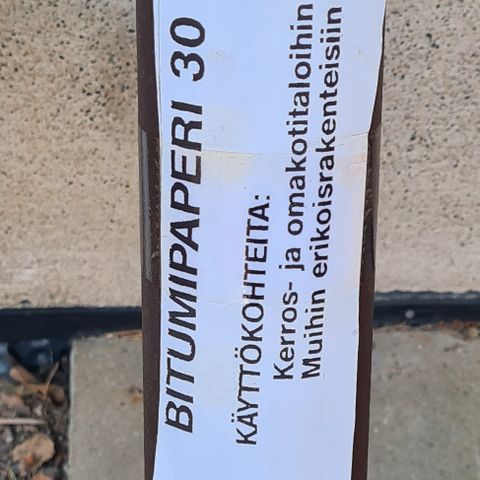 BITUMIPAPERI 30
KÄYTTÖKOHTEITA:
Kerros- ja omakotitaloihin
Muihin erikoisrakenteisiin